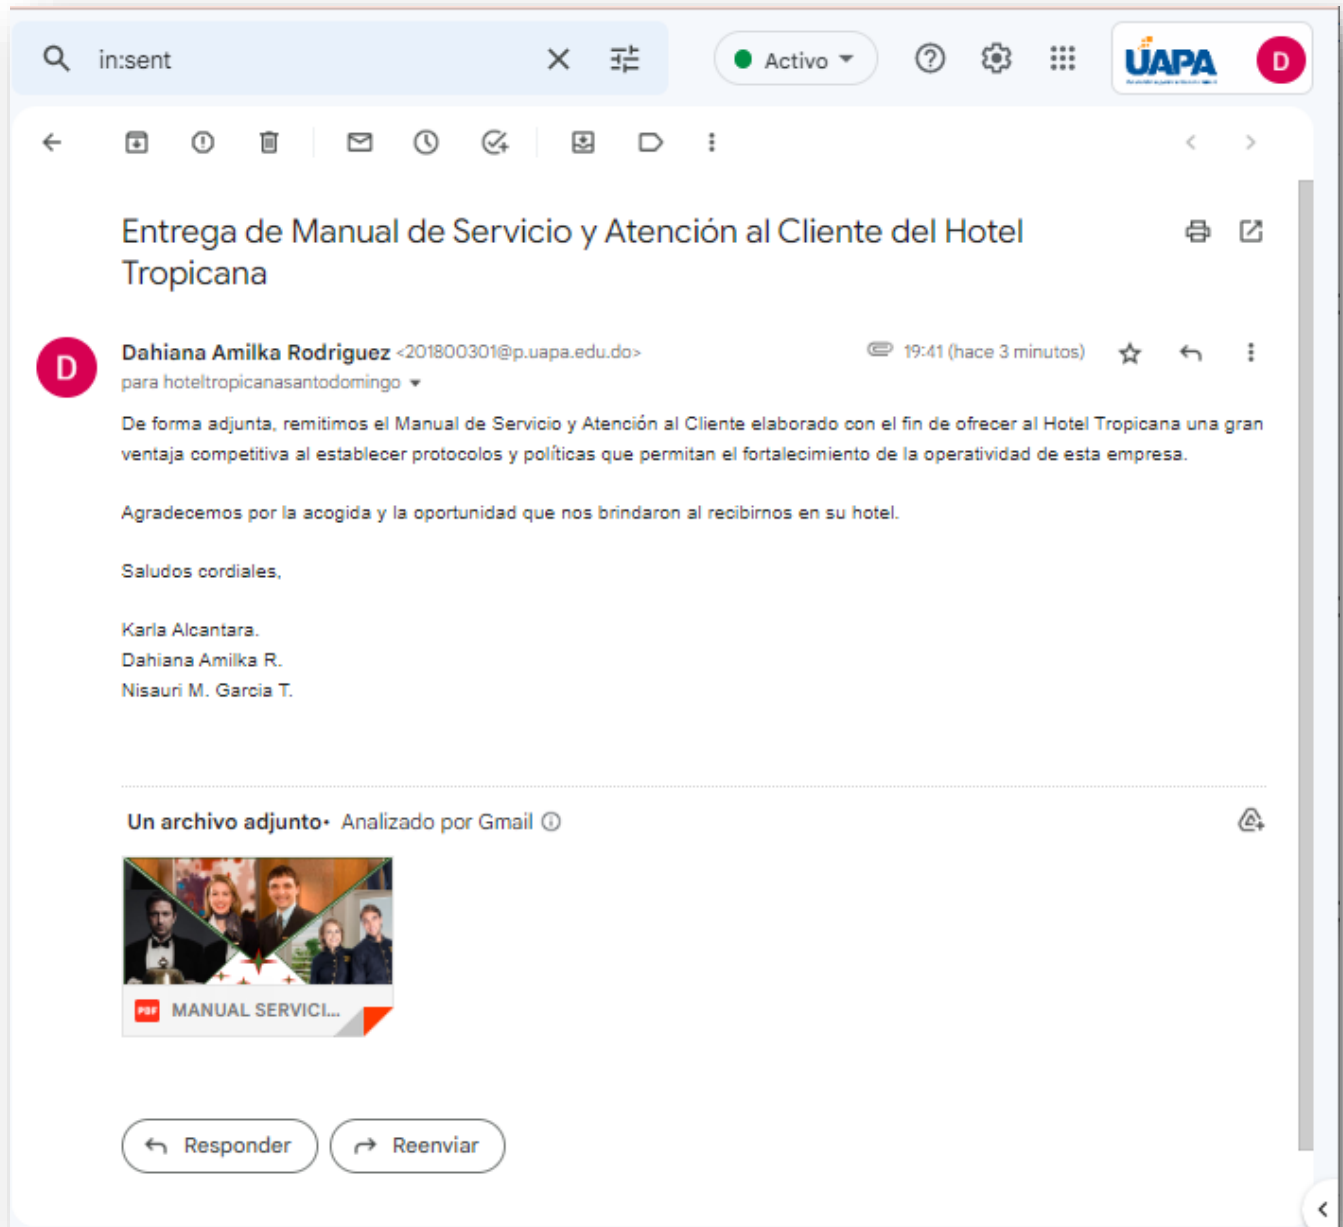 in:sent
Activo
UAPA
D
Entrega de Manual de Servicio y Atención al Cliente del Hotel
Tropicana
D
Dahiana Amilka Rodriguez <201800301@p.uapa.edu.do>
19:41 (hace 3 minutos)
para hoteltropicanasantodomingo
De forma adjunta, remitimos el Manual de Servicio y Atención al Cliente elaborado con el fin de ofrecer al Hotel Tropicana una gran
ventaja competitiva al establecer protocolos y políticas que permitan el fortalecimiento de la operatividad de esta empresa.
Agradecemos por la acogida y la oportunidad que nos brindaron al recibirnos en su hotel.
Saludos cordiales,
Karla Alcantara.
Dahiana Amilka R.
Nisauri M. Garcia T.
Un archivo adjunto• Analizado por Gmail
PDF MANUAL SERVICI...
Responder
Reenviar